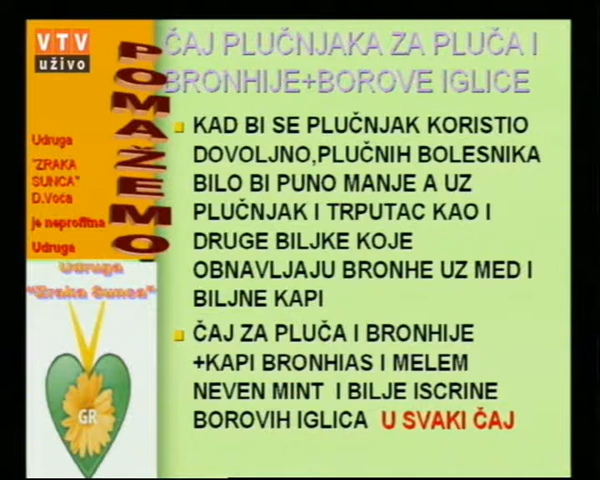 VTV
uživo
POMAŽEMO
Udruga
"ZRAKA
SUNCA"
D.Voća
je neprofitna
Udruga
Udruga
"Zraka Sunca"
GR
ČAJ PLUČNJAKA ZA PLUČA I
BRONHIJE+BOROVE IGLICE
KAD BI SE PLUČNJAK KORISTIO
DOVOLJNO,PLUČNIH BOLESNIKA
BILO BI PUNO MANJE A UZ
PLUČNJAK I TRPUTAC KAO I
DRUGE BILJKE KOJE
OBNAVLJAJU BRONHE UZ MED I
BILJNE KAPI
ČAJ ZA PLUČA I BRONHIJE
+KAPI BRONHIAS I MELEM
NEVEN MINT I BILJE ISCRINE
BOROVIH IGLICA U SVAKI ČAJ